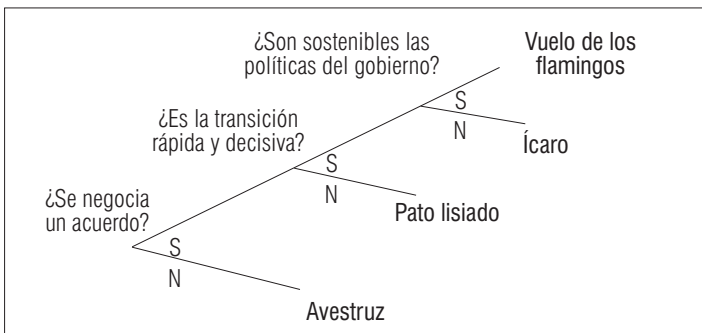 ¿Son sostenibles las
políticas del gobierno?
Vuelo de los
flamingos
S
N
Ícaro
¿Es la transición
rápida y decisiva?
S
N
Pato lisiado
¿Se negocia
un acuerdo?
S
N
Avestruz